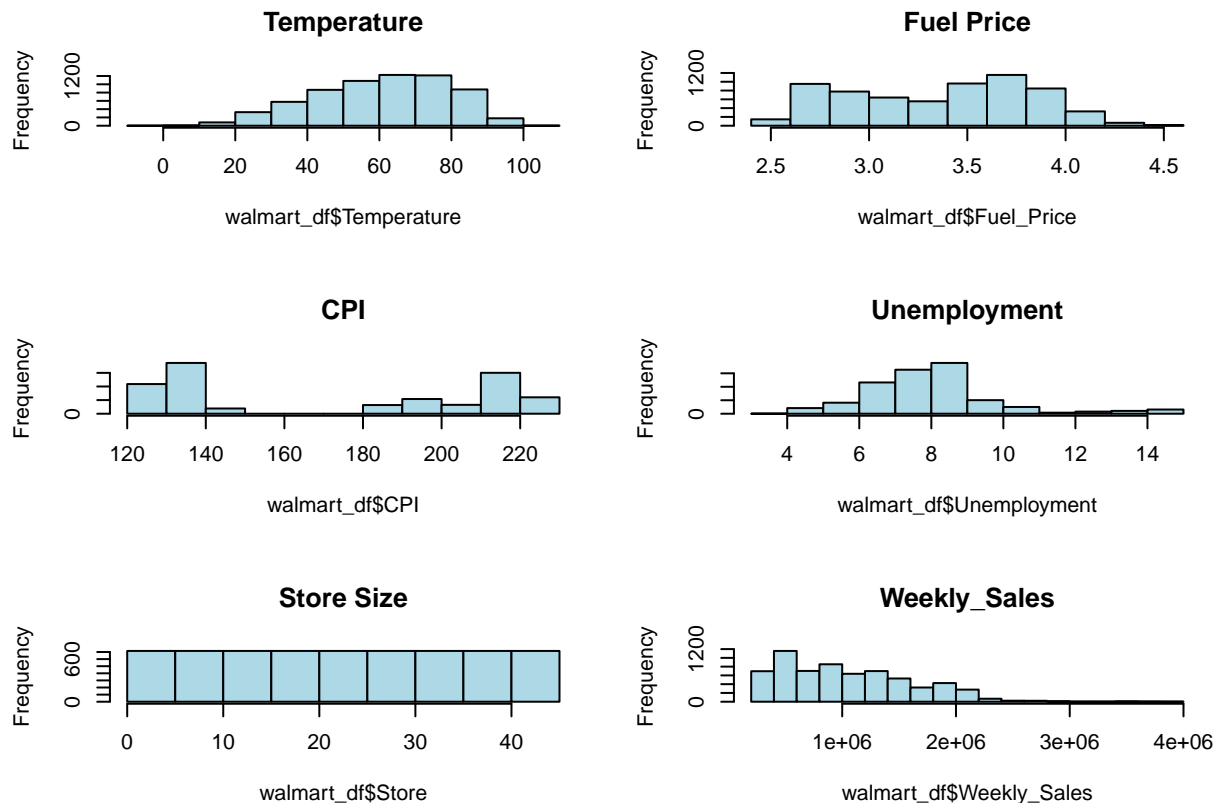 Temperature
Frequency
0 1200
0 20 40 60 80 100
walmart_df$Temperature
Fuel Price
Frequency
0 1200
2.5 3.0 3.5 4.0 4.5
walmart_df$Fuel_Price
CPI
Frequency
0
120 140 160 180 200 220
walmart_df$CPI
Unemployment
Frequency
0
4 6 8 10 12 14
walmart_df$Unemployment
Store Size
Frequency
0 600
0 10 20 30 40
walmart_df$Store
Weekly_Sales
Frequency
0 1200
1e+06 2e+06 3e+06 4e+06
walmart_df$Weekly_Sales